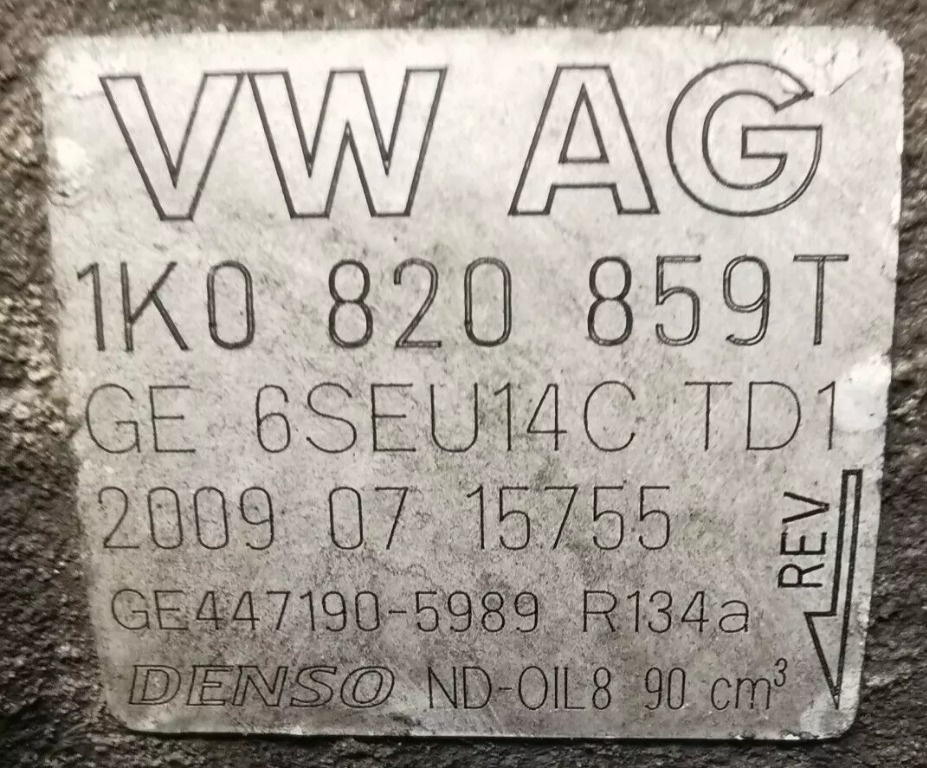 VW AG
1K0 820 859T
GE 6SEU14C TD1
2009 07 15755
REV
GE447190-5989 R134a
DENSO ND-OIL8 90 cm³